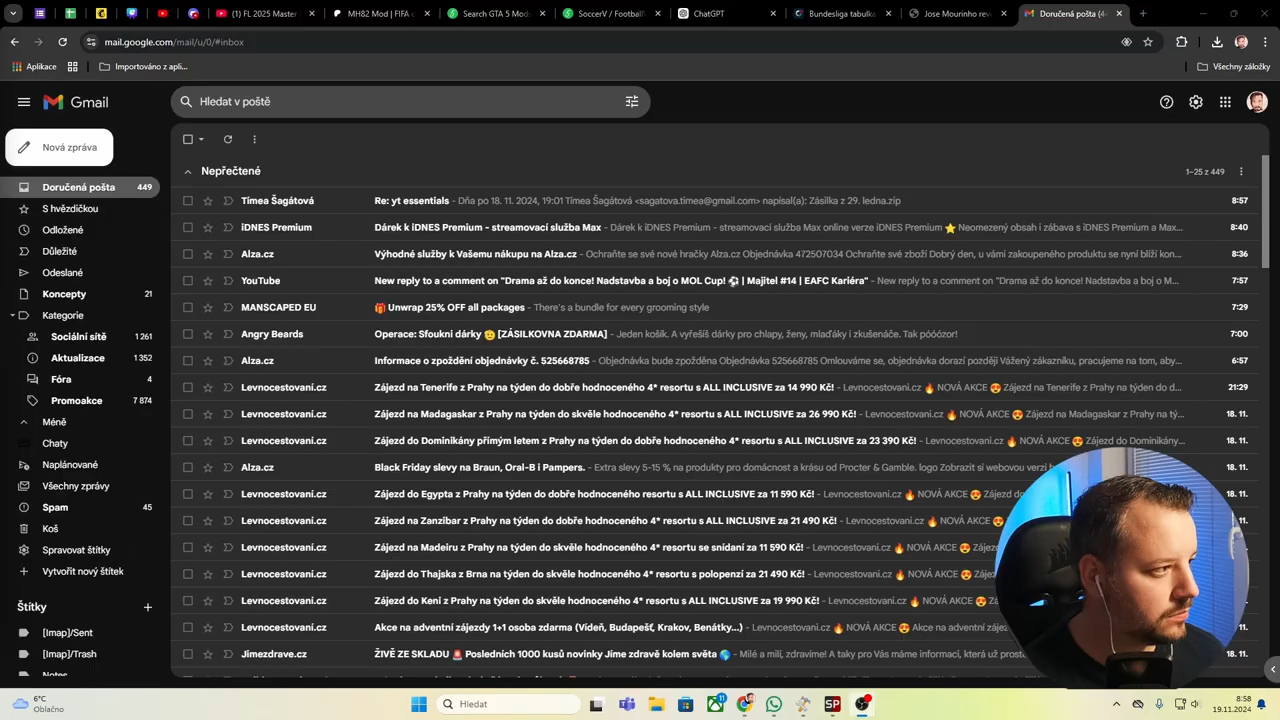 (1) FL 2025 Master
MH82 Mod | FIFA c
Search GTA 5 Mods
SoccerV / Footbal
ChatGPT
Bundesliga tabulka
Jose Mourinho rev
Doručená pošta (4
mail.google.com/mail/u/0/#inbox
Aplikace
Importováno z apli...
Všechny záložky
Gmail
Hledat v poště
Nová zpráva
Doručená pošta 449
S hvězdičkou
Odložené
Důležité
Odeslané
Koncepty 21
Kategorie
Sociální sítě 1 261
Aktualizace 1 352
Fóra 4
Promoakce 7 874
Méně
Chaty
Naplánované
Všechny zprávy
Spam 45
Koš
Spravovat štítky
Vytvořit nový štítek
Štítky
[Imap]/Sent
[Imap]/Trash
Notes
Nepřečtené 1–25 z 449
Tímea Šagátová Re: yt essentials - Dňa po 18. 11. 2024, 19:01 Tímea Šagátová <sagatova.timea@gmail.com> napísal(a): Zásilka z 29. ledna.zip 8:57
iDNES Premium Dárek k iDNES Premium - streamovací služba Max - Dárek k iDNES Premium - streamovací služba Max online verze iDNES Premium ⭐ Neomezený obsah i zábava s iDNES Premium a Max... 8:40
Alza.cz Výhodné služby k Vašemu nákupu na Alza.cz - Ochraňte se své nové hračky Alza.cz Objednávka 472507034 Ochraňte své zboží Dobrý den, u vámi zakoupeného produktu se nyní blíží kon... 8:36
YouTube New reply to a comment on "Drama až do konce! Nadstavba a boj o MOL Cup! ⚽ | Majitel #14 | EAFC Kariéra" - New reply to a comment on "Drama až do konce! Nadstavba a boj o... 7:57
MANSCAPED EU 🎁 Unwrap 25% OFF all packages - There's a bundle for every grooming style 7:29
Angry Beards Operace: Sfoukni dárky 🫡 [ZÁSILKOVNA ZDARMA] - Jeden košík. A vyřešíš dárky pro chlapy, ženy, mlaďáky i zkušenáče. Tak póóózor! 7:00
Alza.cz Informace o zpoždění objednávky č. 525668785 - Objednávka bude zpožděna Objednávka 525668785 Omlouváme se, objednávka dorazí později Vážený zákazníku, pracujeme na tom, aby... 6:57
Levnocestovani.cz Zájezd na Tenerife z Prahy na týden do dobře hodnoceného 4* resortu s ALL INCLUSIVE za 14 990 Kč! - Levnocestovani.cz 🔥 NOVÁ AKCE 😍 Zájezd na Tenerife z Prahy na týden do d... 21:29
Levnocestovani.cz Zájezd na Madagaskar z Prahy na týden do skvěle hodnoceného 4* resortu s ALL INCLUSIVE za 26 990 Kč! - Levnocestovani.cz 🔥 NOVÁ AKCE 😍 Zájezd na Madagaskar z Prahy na tý... 18. 11.
Levnocestovani.cz Zájezd do Dominikány přímým letem z Prahy na týden do dobře hodnoceného 4* resortu s ALL INCLUSIVE za 23 390 Kč! - Levnocestovani.cz 🔥 NOVÁ AKCE 😍 Zájezd do Dominikány... 18. 11.
Alza.cz Black Friday slevy na Braun, Oral-B i Pampers. - Extra slevy 5-15 % na produkty pro domácnost a krásu od Procter & Gamble. logo Zobrazit si webovou verzi 18. 11.
Levnocestovani.cz Zájezd do Egypta z Prahy na týden do dobře hodnoceného resortu s ALL INCLUSIVE za 11 590 Kč! - Levnocestovani.cz 🔥 NOVÁ AKCE 😍 Zájezd do 18. 11.
Levnocestovani.cz Zájezd do Zanzibar z Prahy na týden do dobře hodnoceného 4* resortu s ALL INCLUSIVE za 21 490 Kč! - Levnocestovani.cz 🔥 NOVÁ AKCE 😍 11.
Levnocestovani.cz Zájezd na Madeiru z Prahy na týden do skvěle hodnoceného 4* resortu se snídaní za 11 590 Kč! - Levnocestovani.cz 🔥 NOVÁ AKCE 😍 Zájez 11.
Levnocestovani.cz Zájezd do Thajska z Brna na týden do skvěle hodnoceného 4* resortu s polopenzí za 21 490 Kč! - Levnocestovani.cz 🔥 NOVÁ AKCE 😍 11.
Levnocestovani.cz Zájezd do Keni z Prahy na týden do skvěle hodnoceného 4* resortu s ALL INCLUSIVE za 19 990 Kč! - Levnocestovani.cz 🔥 NOVÁ AKCE 😍 11.
Levnocestovani.cz Akce na adventní zájezdy 1+1 osoba zdarma (Vídeň, Budapešť, Krakov, Benátky...) - Levnocestovani.cz 🔥 NOVÁ AKCE 😍 Akce na adventní záje 11.
Jimezdrave.cz ŽIVĚ ZE SKLADU 🚨 Posledních 1000 kusů novinky Jíme zdravě kolem světa 🌎 - Milé a milí, zdravíme! A taky pro Vás máme informaci, která už prost 18. 11.
6°C
Oblačno
Hledat
8:58
19.11.2024